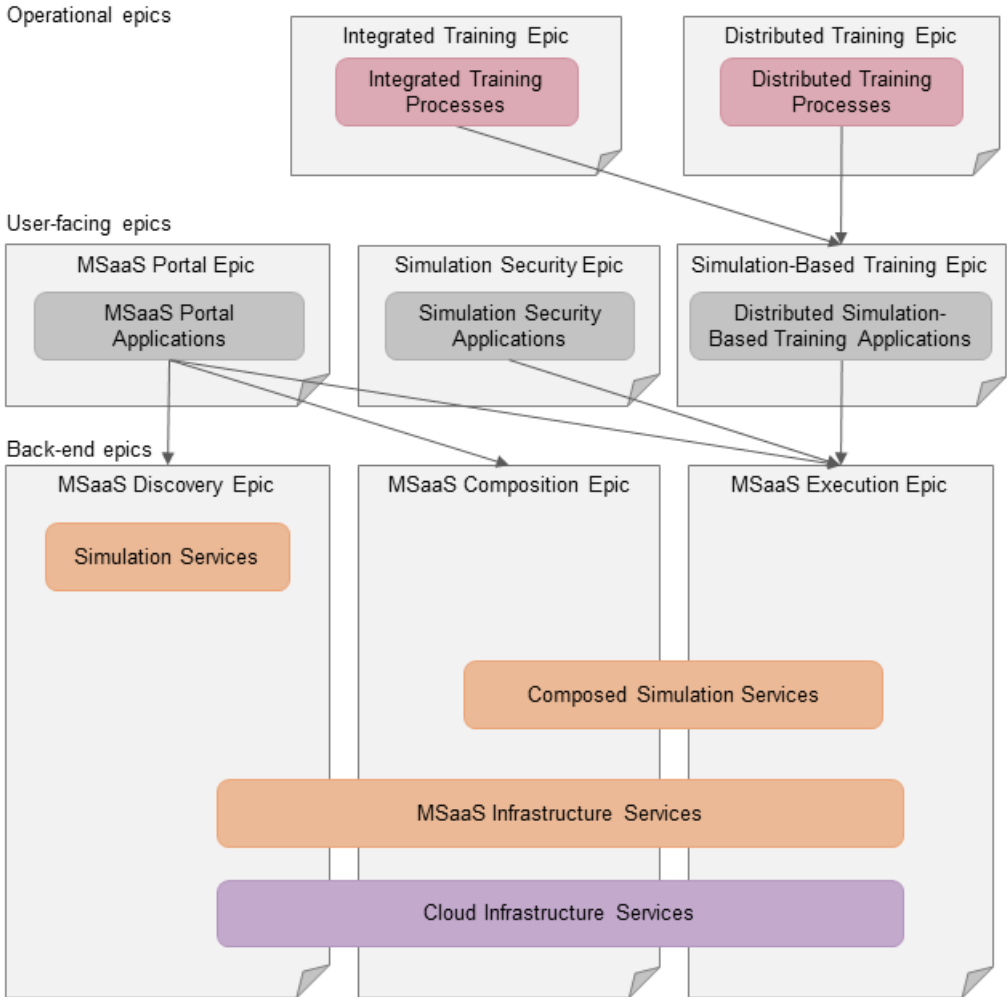 Operational epics
Integrated Training Epic
Distributed Training Epic
Integrated Training
Processes
Distributed Training
Processes
User-facing epics
MSaaS Portal Epic
Simulation Security Epic
Simulation-Based Training Epic
MSaaS Portal
Applications
Simulation Security
Applications
Distributed Simulation-
Based Training Applications
Back-end epics
MSaaS Discovery Epic
MSaaS Composition Epic
MSaaS Execution Epic
Simulation Services
Composed Simulation Services
MSaaS Infrastructure Services
Cloud Infrastructure Services